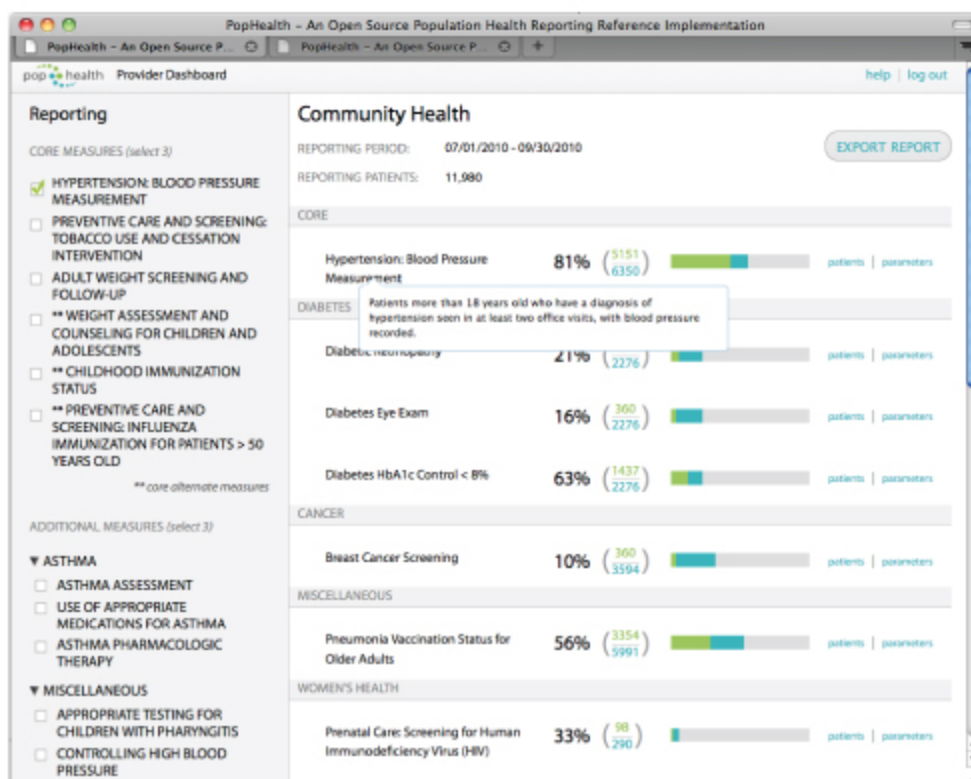 PopHealth – An Open Source Population Health Reporting Reference Implementation
PopHealth – An Open Source P...
PopHealth – An Open Source P...
+
pop health Provider Dashboard
help | log out
Reporting
CORE MEASURES (select 3)
HYPERTENSION: BLOOD PRESSURE
MEASUREMENT
PREVENTIVE CARE AND SCREENING:
TOBACCO USE AND CESSATION
INTERVENTION
ADULT WEIGHT SCREENING AND
FOLLOW-UP
** WEIGHT ASSESSMENT AND
COUNSELING FOR CHILDREN AND
ADOLESCENTS
** CHILDHOOD IMMUNIZATION
STATUS
** PREVENTIVE CARE AND
SCREENING: INFLUENZA
IMMUNIZATION FOR PATIENTS > 50
YEARS OLD
** core alternate measures
ADDITIONAL MEASURES (select 3)
▼ ASTHMA
ASTHMA ASSESSMENT
USE OF APPROPRIATE
MEDICATIONS FOR ASTHMA
ASTHMA PHARMACOLOGIC
THERAPY
▼ MISCELLANEOUS
APPROPRIATE TESTING FOR
CHILDREN WITH PHARYNGITIS
CONTROLLING HIGH BLOOD
PRESSURE
Community Health
REPORTING PERIOD: 07/01/2010 - 09/30/2010
EXPORT REPORT
REPORTING PATIENTS: 11,980
CORE
Hypertension: Blood Pressure
Measurement
81% (5151/6350)
patients | parameters
Patients more than 18 years old who have a diagnosis of
hypertension seen in at least two office visits, with blood pressure
recorded.
DIABETES
Diabetic Retinopathy
21%
2276
patients | parameters
Diabetes Eye Exam
16% (360/2276)
patients | parameters
Diabetes HbA1c Control < 8%
63% (1437/2276)
patients | parameters
CANCER
Breast Cancer Screening
10% (360/3594)
patients | parameters
MISCELLANEOUS
Pneumonia Vaccination Status for
Older Adults
56% (3354/5991)
patients | parameters
WOMEN'S HEALTH
Prenatal Care: Screening for Human
Immunodeficiency Virus (HIV)
33% (98/290)
patients | parameters